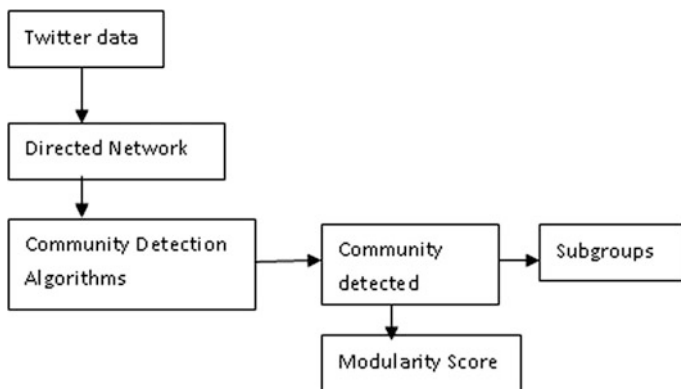 Twitter data
Directed Network
Community Detection
Algorithms
Community
detected
Subgroups
Modularity Score